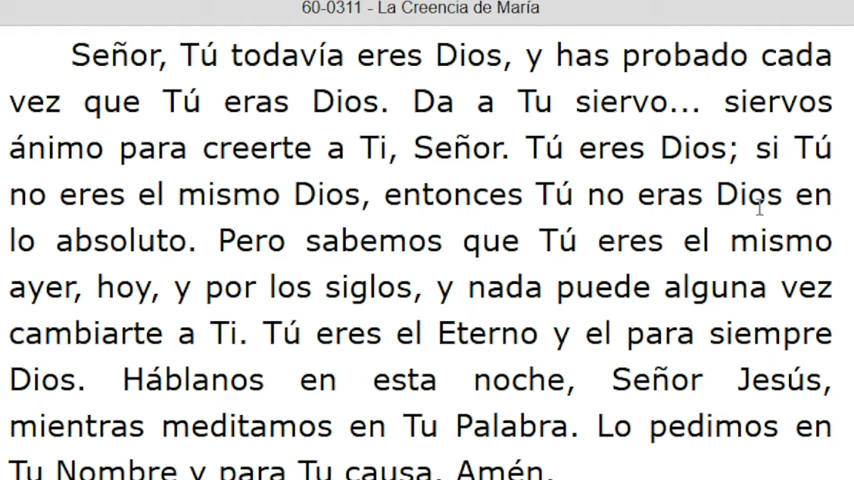 60-0311 - La Creencia de María
Señor, Tú todavía eres Dios, y has probado cada
vez que Tú eras Dios. Da a Tu siervo... siervos
ánimo para creerte a Ti, Señor. Tú eres Dios; si Tú
no eres el mismo Dios, entonces Tú no eras Dios en
lo absoluto. Pero sabemos que Tú eres el mismo
ayer, hoy, y por los siglos, y nada puede alguna vez
cambiarte a Ti. Tú eres el Eterno y el para siempre
Dios. Háblanos en esta noche, Señor Jesús,
mientras meditamos en Tu Palabra. Lo pedimos en
Tu Nombre y para Tu causa. Amén.